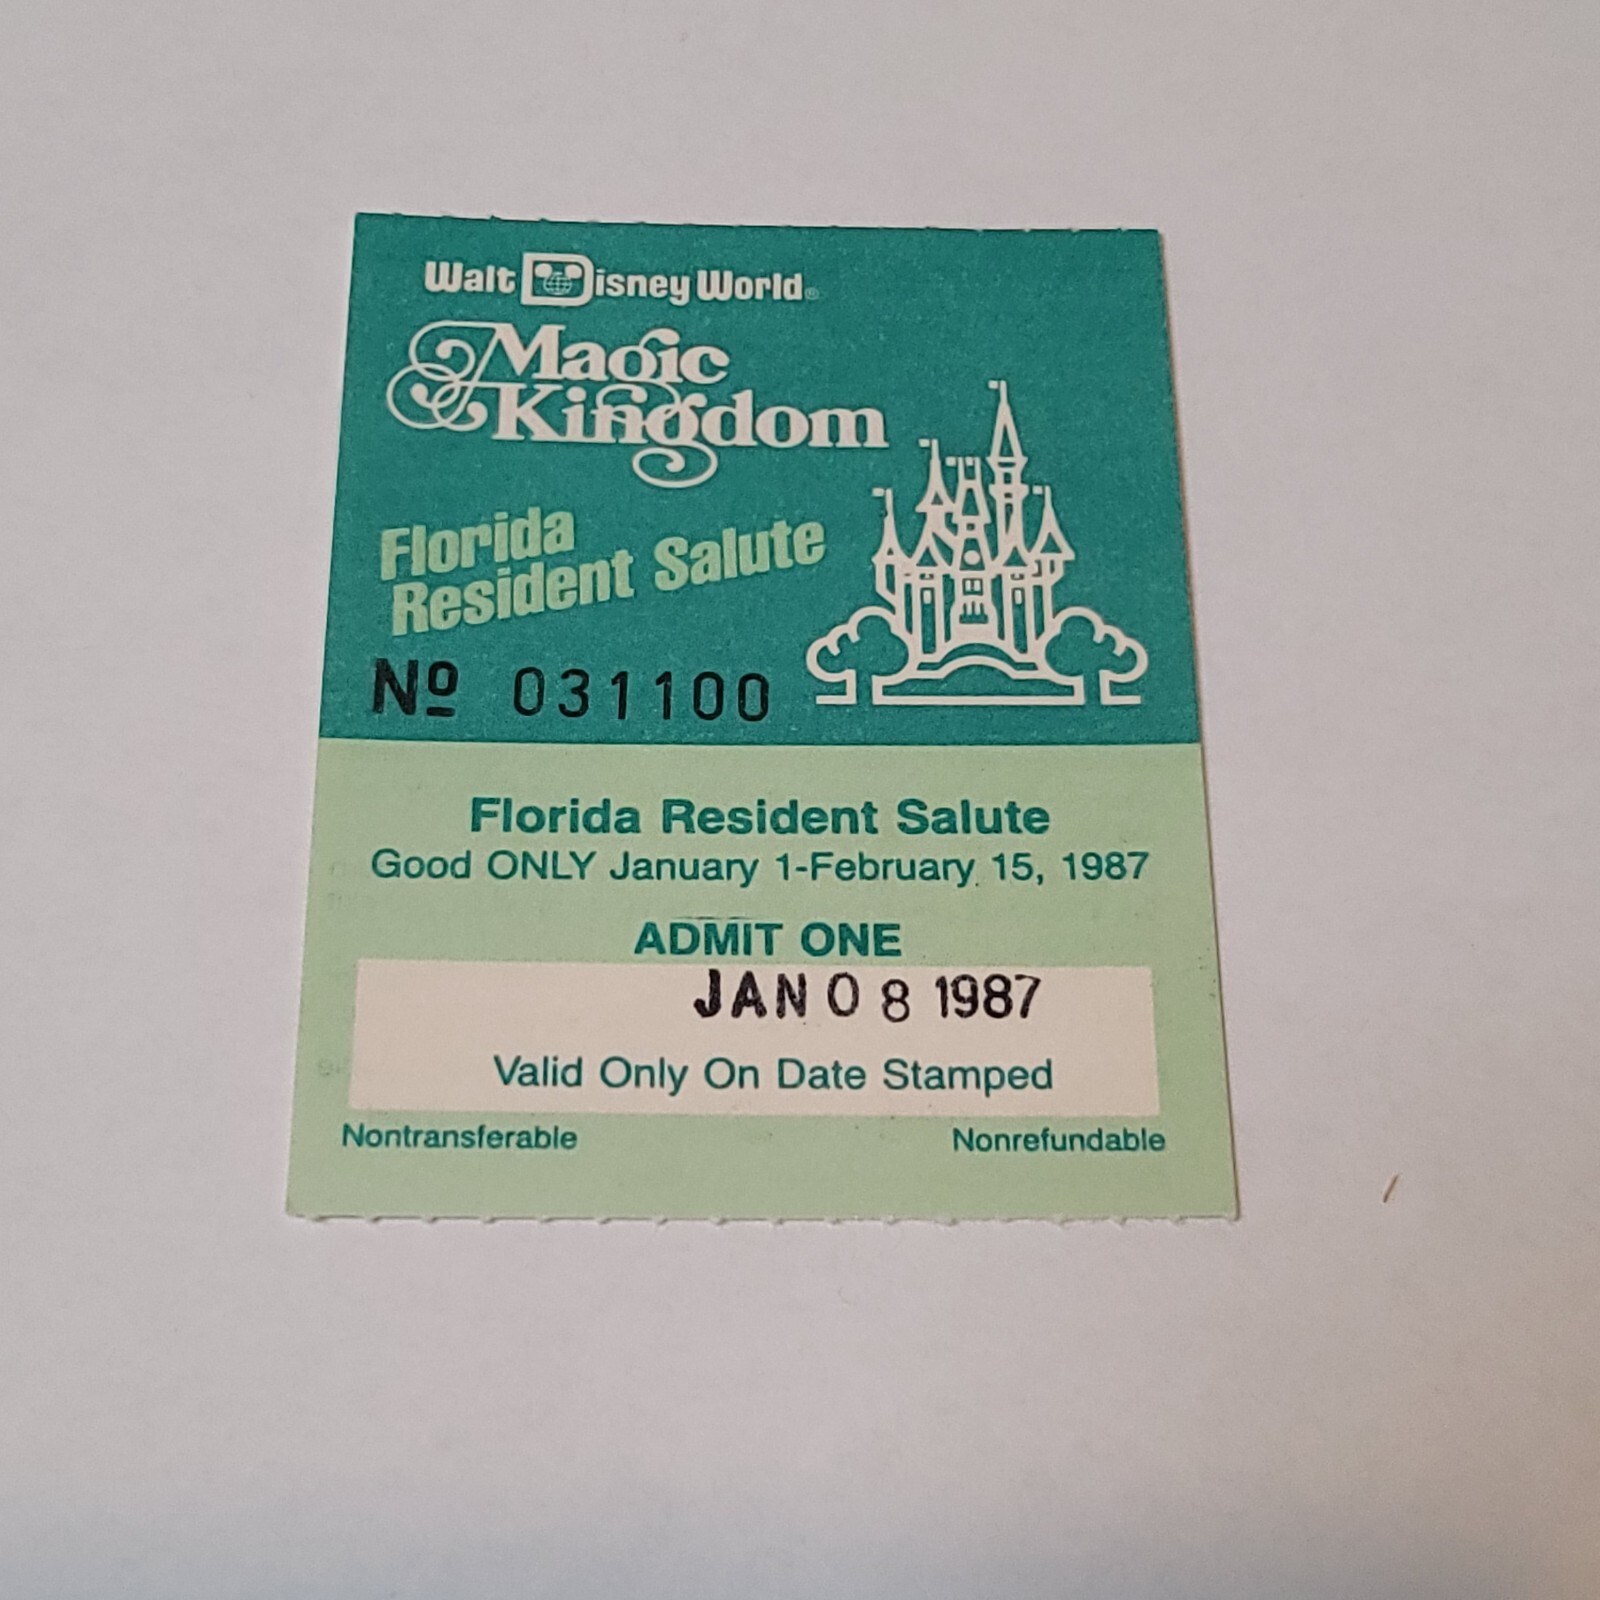 Walt Disney World®
Magic
Kingdom
Florida
Resident Salute
Nº 031100
Florida Resident Salute
Good ONLY January 1-February 15, 1987
ADMIT ONE
JAN 08 1987
Valid Only On Date Stamped
Nontransferable Nonrefundable